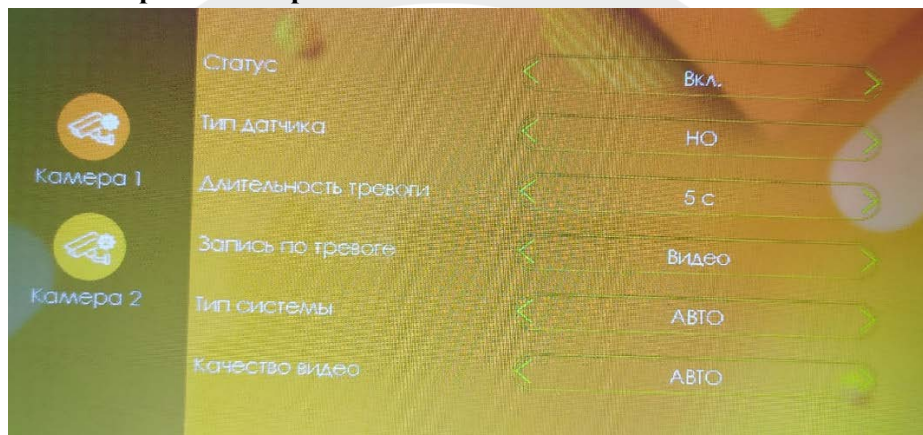 Статус
Вкл.
Тип датчика
НО
Камера 1
Длительность тревоги
5 с
Запись по тревоге
Видео
Камера 2
Тип системы
АВТО
Качество видео
АВТО